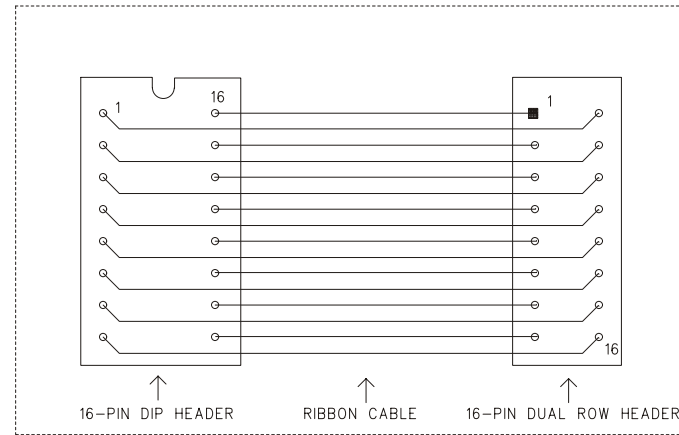 1 16 1
16
16-PIN DIP HEADER RIBBON CABLE 16-PIN DUAL ROW HEADER